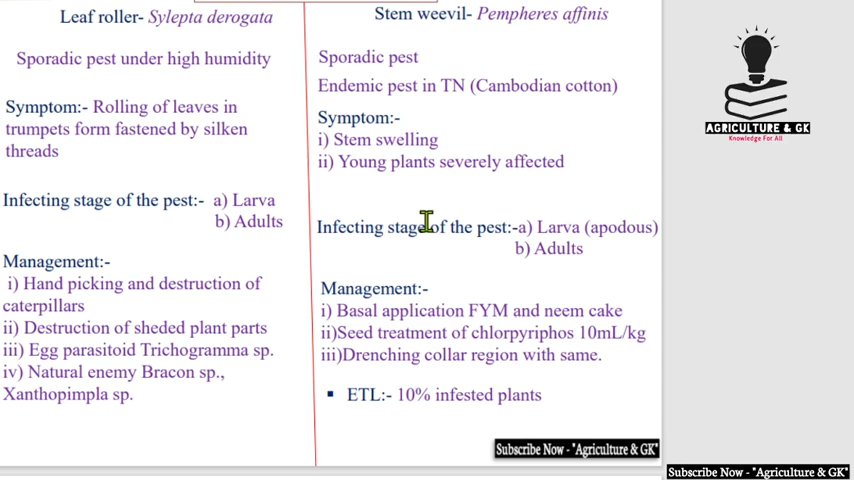 Leaf roller- Sylepta derogata
Sporadic pest under high humidity
Symptom:- Rolling of leaves in
trumpets form fastened by silken
threads
Infecting stage of the pest:- a) Larva
b) Adults
Management:-
i) Hand picking and destruction of
caterpillars
ii) Destruction of sheded plant parts
iii) Egg parasitoid Trichogramma sp.
iv) Natural enemy Bracon sp.,
Xanthopimpla sp.
Stem weevil- Pempheres affinis
Sporadic pest
Endemic pest in TN (Cambodian cotton)
Symptom:-
i) Stem swelling
ii) Young plants severely affected
Infecting stage of the pest:-a) Larva (apodous)
b) Adults
Management:-
i) Basal application FYM and neem cake
ii)Seed treatment of chlorpyriphos 10mL/kg
iii)Drenching collar region with same.
▪ ETL:- 10% infested plants
Subscribe Now - "Agriculture & GK"
AGRICULTURE & GK
Knowledge For All
Subscribe Now - "Agriculture & GK"